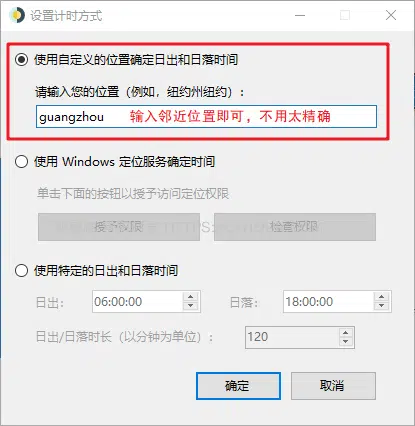 设置计时方式
使用自定义的位置确定日出和日落时间
请输入您的位置（例如，纽约州纽约）：
guangzhou 输入邻近位置即可，不用太精确
使用 Windows 定位服务确定时间
单击下面的按钮以授予访问定位权限
授予权限 检查权限
使用特定的日出和日落时间
日出： 06:00:00 日落： 18:00:00
日出/日落时长（以分钟为单位）： 120
确定 取消